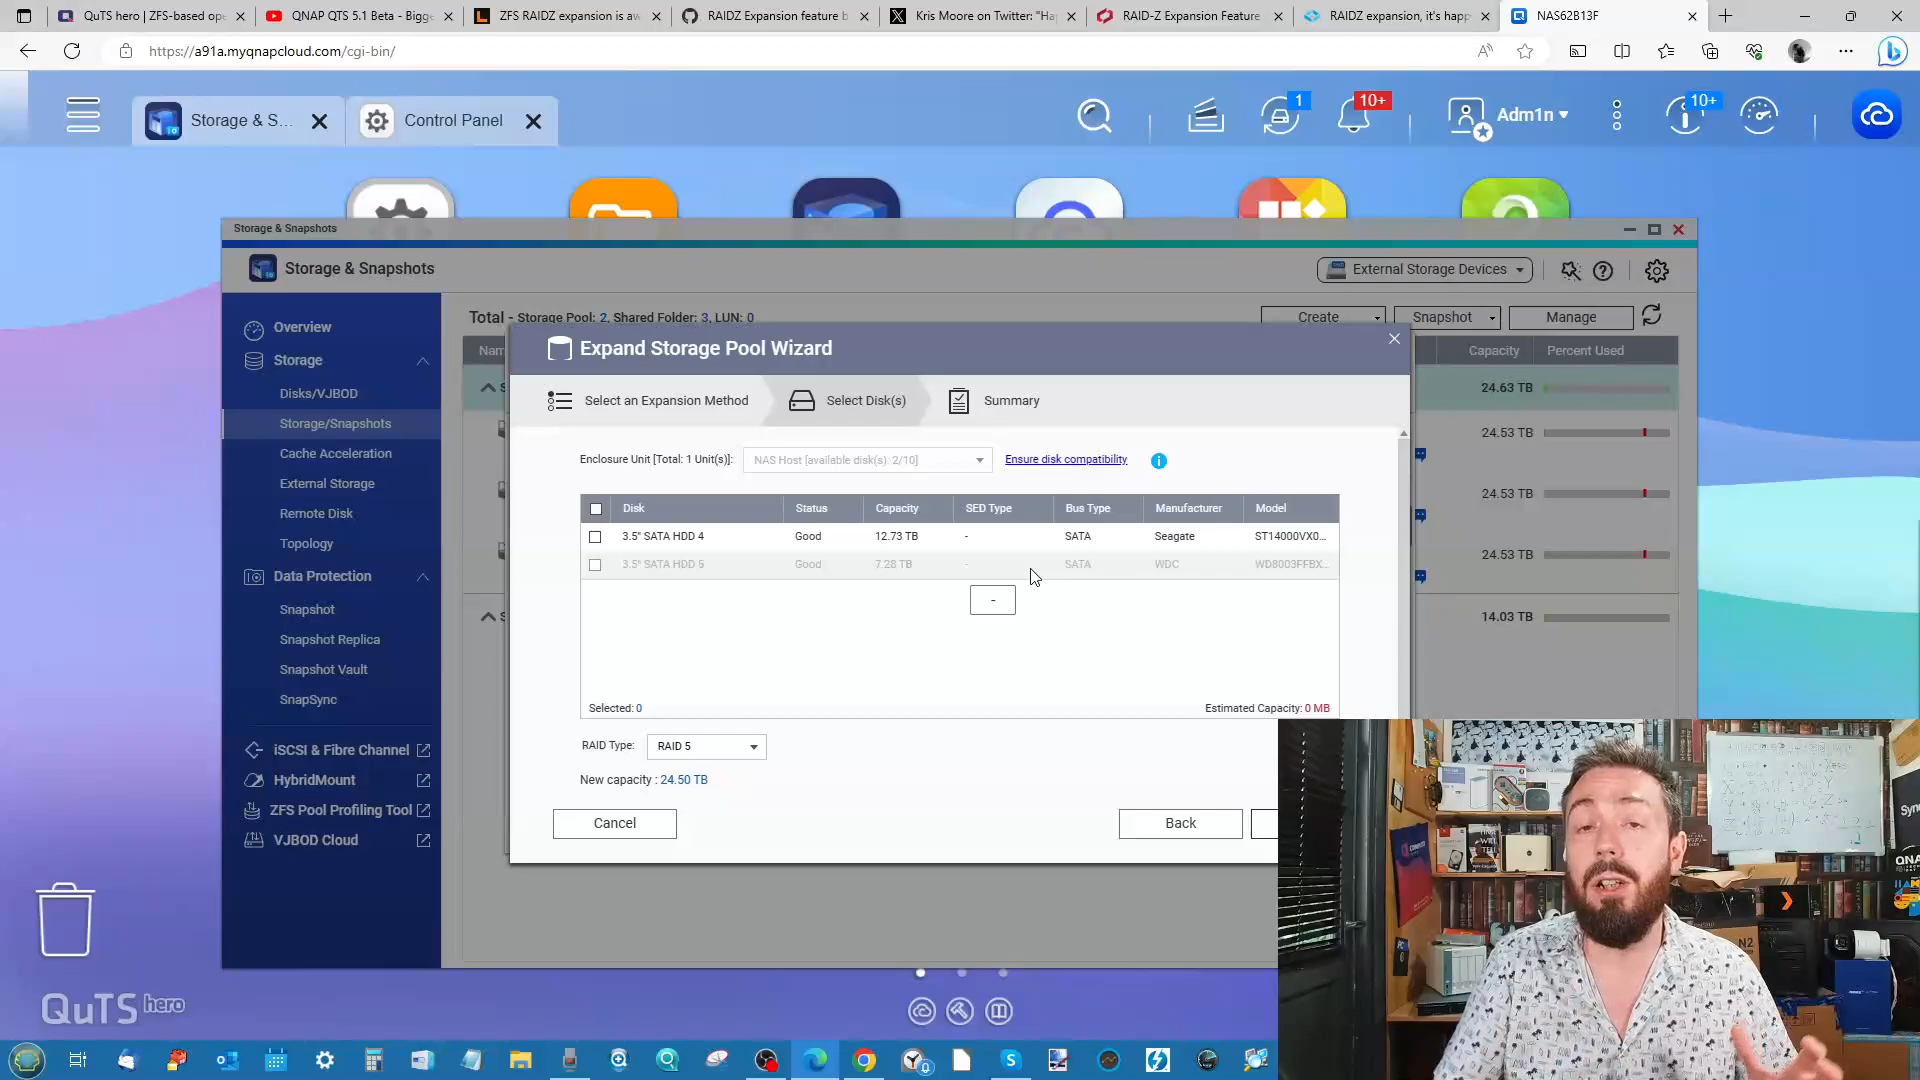 QuTS hero | ZFS-based ope
QNAP QTS 5.1 Beta - Bigge
ZFS RAIDZ expansion is aw
RAIDZ Expansion feature b
Kris Moore on Twitter: "Ha
RAID-Z Expansion Feature
RAIDZ expansion, it's happ
NAS62B13F
https://a91a.myqnapcloud.com/cgi-bin/
Storage & S...
Control Panel
1
10+
Adm1n
10+
Storage & Snapshots
Storage & Snapshots
External Storage Devices
Overview
Storage
Disks/VJBOD
Storage/Snapshots
Cache Acceleration
External Storage
Remote Disk
Topology
Data Protection
Snapshot
Snapshot Replica
Snapshot Vault
SnapSync
iSCSI & Fibre Channel
HybridMount
ZFS Pool Profiling Tool
VJBOD Cloud
Total - Storage Pool: 2, Shared Folder: 3, LUN: 0
Create
Snapshot
Manage
Nam
Capacity
Percent Used
24.63 TB
24.53 TB
24.53 TB
24.53 TB
14.03 TB
Expand Storage Pool Wizard
Select an Expansion Method
Select Disk(s)
Summary
Enclosure Unit [Total: 1 Unit(s)]:
NAS Host [available disk(s): 2/10]
Ensure disk compatibility
Disk Status Capacity SED Type Bus Type Manufacturer Model
3.5" SATA HDD 4 Good 12.73 TB - SATA Seagate ST14000VX0...
3.5" SATA HDD 5 Good 7.28 TB - SATA WDC WD8003FFBX...
-
Selected: 0
Estimated Capacity: 0 MB
RAID Type: RAID 5
New capacity : 24.50 TB
Cancel
Back
QuTS hero
Syn
QNA
N2